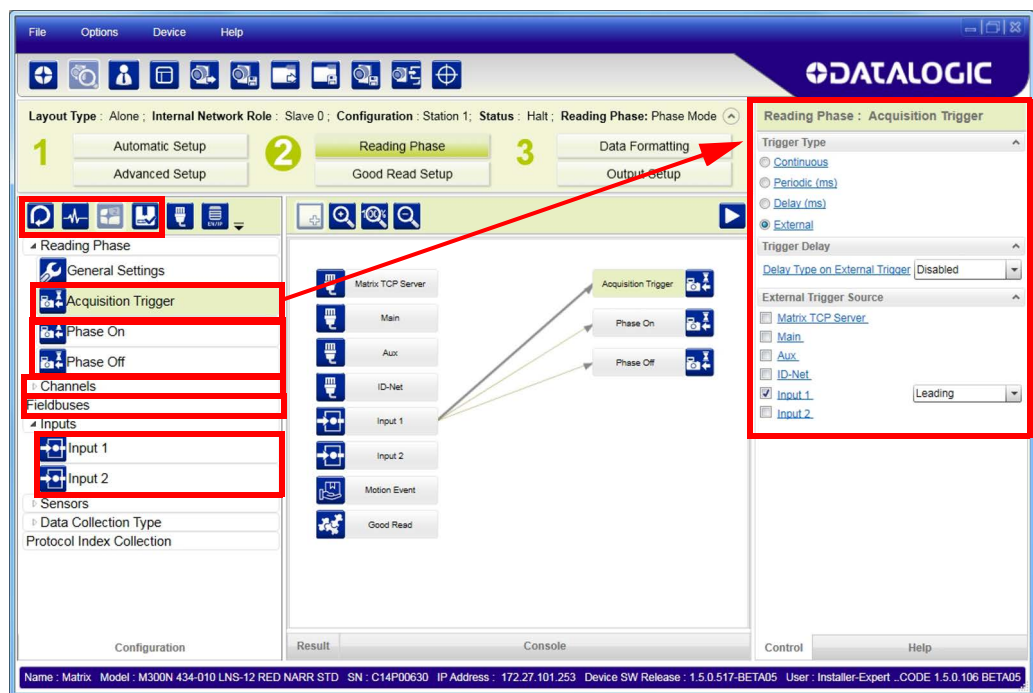 File Options Device Help
DATALOGIC
Layout Type : Alone ; Internal Network Role : Slave 0 ; Configuration : Station 1; Status : Halt ; Reading Phase: Phase Mode
1 Automatic Setup 2 Reading Phase 3 Data Formatting
Advanced Setup Good Read Setup Output Setup
Reading Phase
General Settings
Acquisition Trigger
Phase On
Phase Off
Channels
Fieldbuses
Inputs
Input 1
Input 2
Sensors
Data Collection Type
Protocol Index Collection
Configuration
100%
Matrix TCP Server
Main
Aux
ID-Net
Input 1
Input 2
Motion Event
Good Read
Acquisition Trigger
Phase On
Phase Off
Result Console
Reading Phase : Acquisition Trigger
Trigger Type
Continuous
Periodic (ms)
Delay (ms)
External
Trigger Delay
Delay Type on External Trigger Disabled
External Trigger Source
Matrix TCP Server
Main
Aux
ID-Net
Input 1 Leading
Input 2
Control Help
Name : Matrix Model : M300N 434-010 LNS-12 RED NARR STD SN : C14P00630 IP Address : 172.27.101.253 Device SW Release : 1.5.0.517-BETA05 User : Installer-Expert ..CODE 1.5.0.106 BETA05